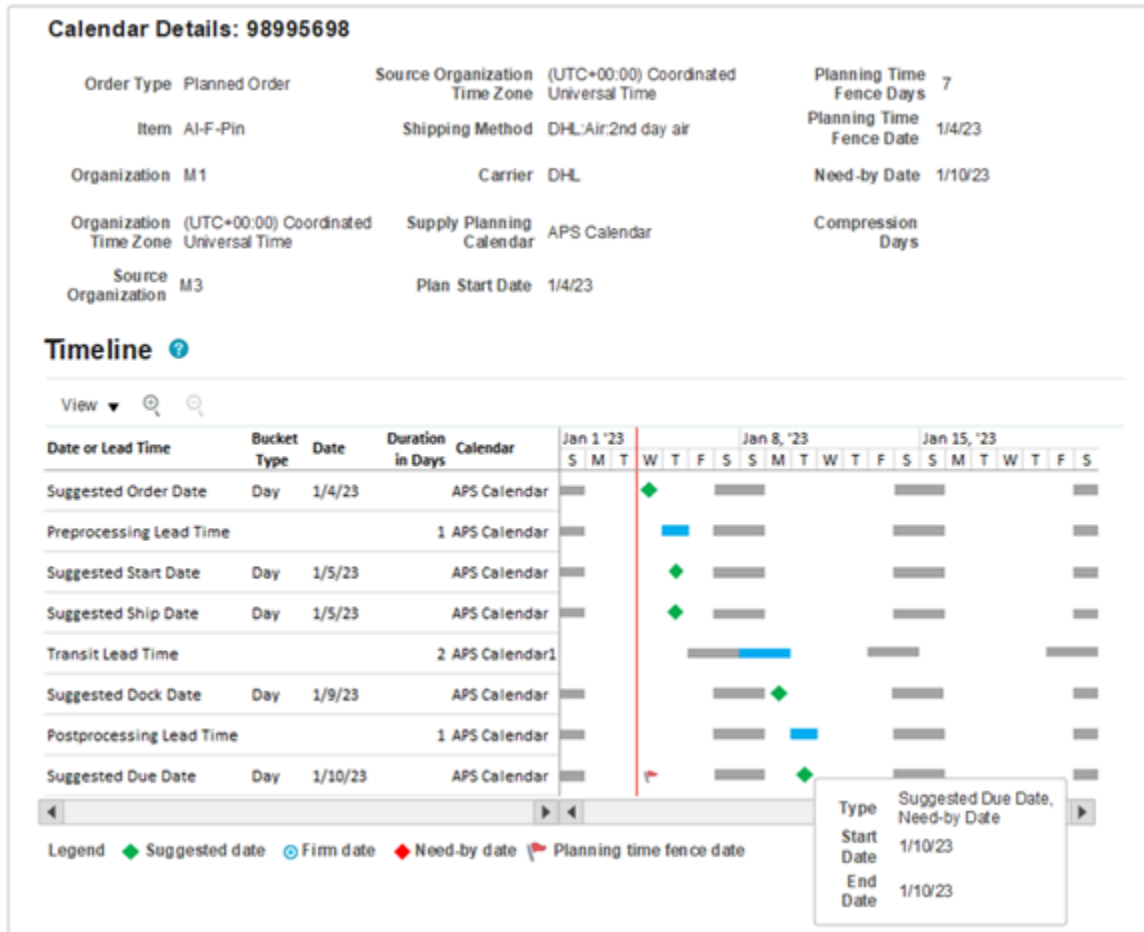 Calendar Details: 98995698
Order Type Planned Order
Source Organization Time Zone (UTC+00:00) Coordinated Universal Time
Planning Time Fence Days 7
Item AI-F-Pin
Shipping Method DHL:Air:2nd day air
Planning Time Fence Date 1/4/23
Organization M1
Carrier DHL
Need-by Date 1/10/23
Organization Time Zone (UTC+00:00) Coordinated Universal Time
Supply Planning Calendar APS Calendar
Compression Days
Source Organization M3
Plan Start Date 1/4/23
Timeline ?
View
Date or Lead Time Bucket Type Date Duration in Days Calendar Jan 1 '23 Jan 8, '23 Jan 15, '23
S M T W T F S S M T W T F S S M T W T F S
Suggested Order Date Day 1/4/23 APS Calendar
Preprocessing Lead Time 1 APS Calendar
Suggested Start Date Day 1/5/23 APS Calendar
Suggested Ship Date Day 1/5/23 APS Calendar
Transit Lead Time 2 APS Calendar1
Suggested Dock Date Day 1/9/23 APS Calendar
Postprocessing Lead Time 1 APS Calendar
Suggested Due Date Day 1/10/23 APS Calendar
Type Suggested Due Date, Need-by Date
Start Date 1/10/23
End Date 1/10/23
Legend Suggested date Firm date Need-by date Planning time fence date